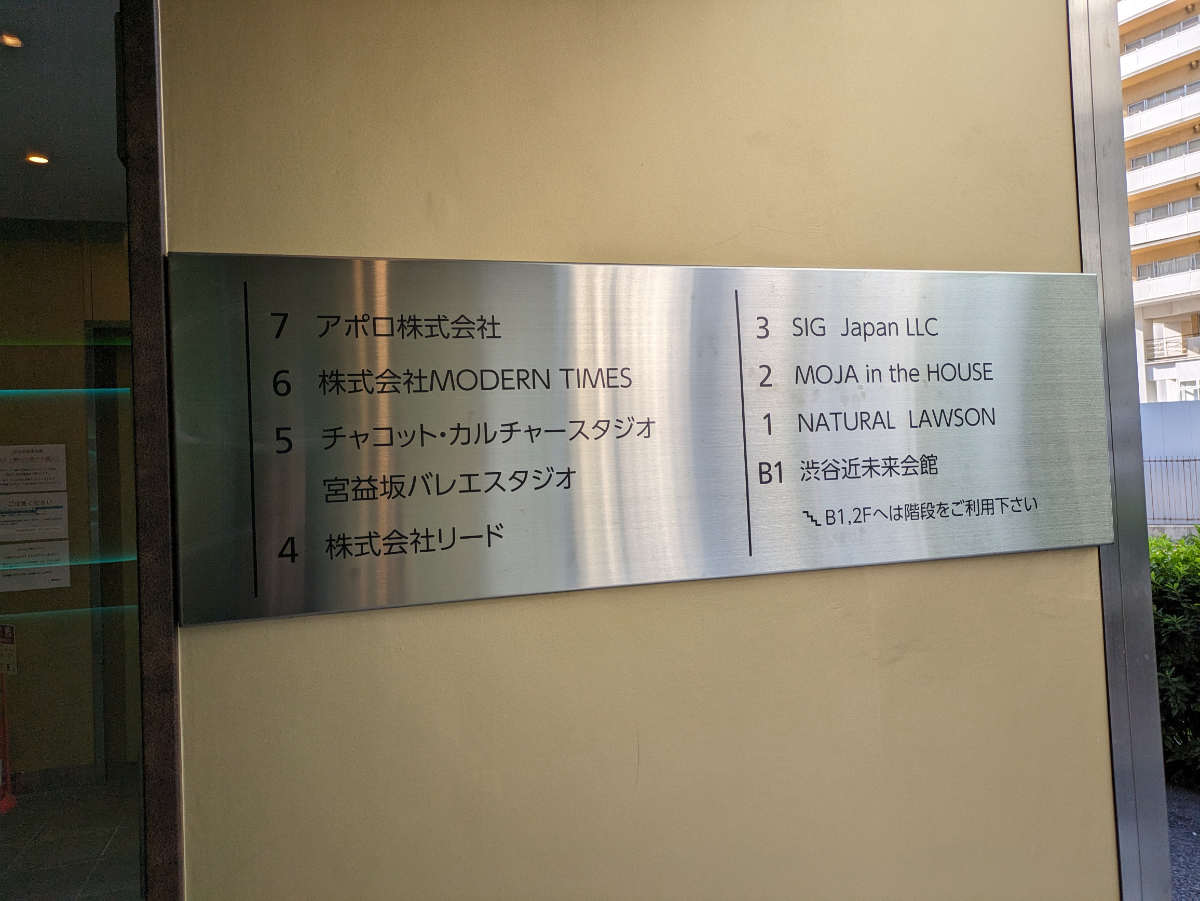 7 アポロ株式会社
6 株式会社MODERN TIMES
5 チャコット・カルチャースタジオ
宮益坂バレエスタジオ
4 株式会社リード
3 SIG Japan LLC
2 MOJA in the HOUSE
1 NATURAL LAWSON
B1 渋谷近未来会館
B1,2Fへは階段をご利用下さい